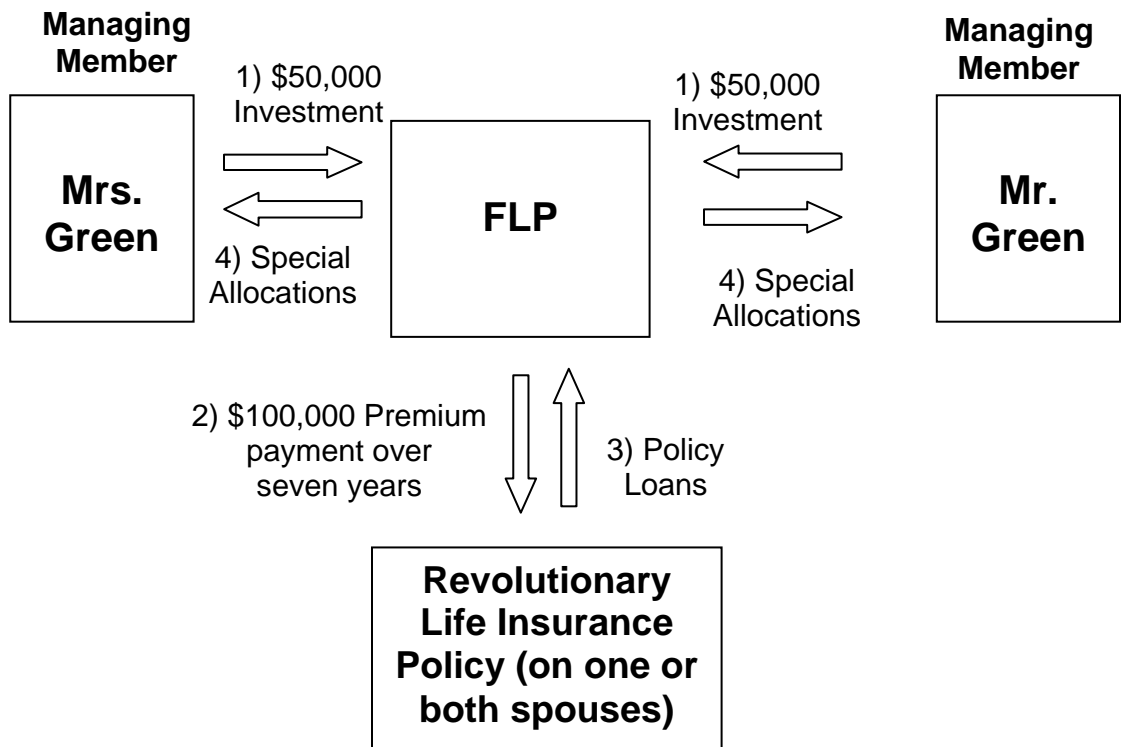 Managing
Member
Mrs.
Green
1) $50,000
Investment
4) Special
Allocations
FLP
1) $50,000
Investment
4) Special
Allocations
Managing
Member
Mr.
Green
2) $100,000 Premium
payment over
seven years
3) Policy
Loans
Revolutionary
Life Insurance
Policy (on one or
both spouses)